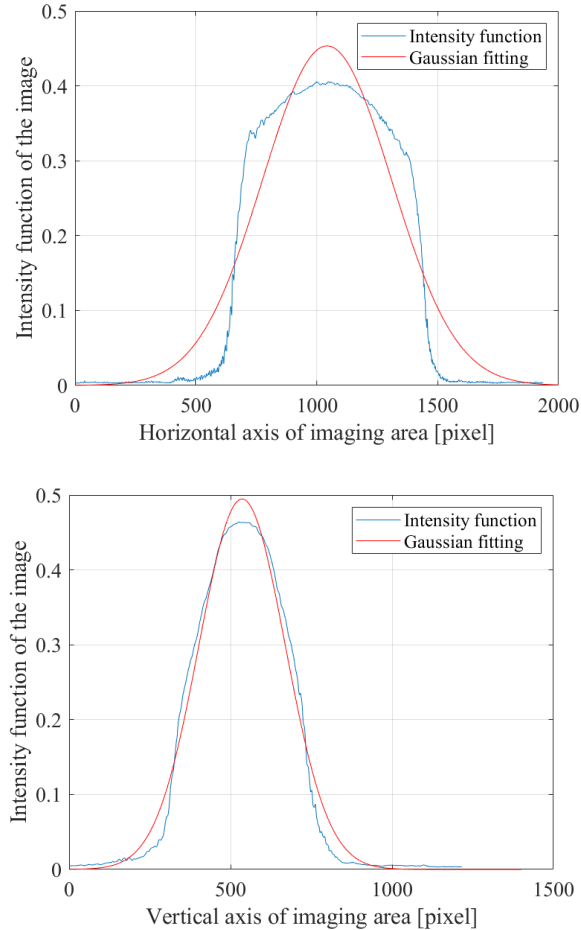 Intensity function of the image
0.5
0.4
0.3
0.2
0.1
0
Intensity function
Gaussian fitting
0 500 1000 1500 2000
Horizontal axis of imaging area [pixel]
Intensity function of the image
0.5
0.4
0.3
0.2
0.1
0
Intensity function
Gaussian fitting
0 500 1000 1500
Vertical axis of imaging area [pixel]